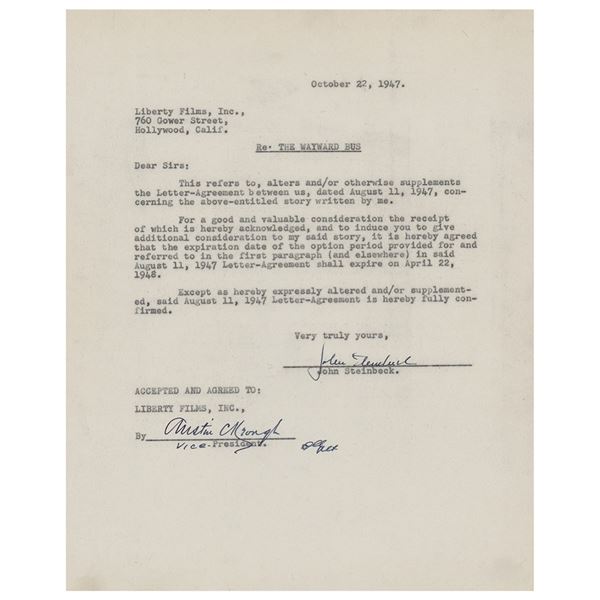 October 22, 1947.
Liberty Films, Inc.,
760 Gower Street,
Hollywood, Calif.
Re: THE WAYWARD BUS
Dear Sirs:
This refers to, alters and/or otherwise supplements
the Letter-Agreement between us, dated August 11, 1947, con-
cerning the above-entitled story written by me.
For a good and valuable consideration the receipt
of which is hereby acknowledged, and to induce you to give
additional consideration to my said story, it is hereby agreed
that the expiration date of the option period provided for and
referred to in the first paragraph (and elsewhere) in said
August 11, 1947 Letter-Agreement shall expire on April 22,
1948.
Except as hereby expressly altered and/or supplement-
ed, said August 11, 1947 Letter-Agreement is hereby fully con-
firmed.
Very truly yours,
John Steinbeck
John Steinbeck.
ACCEPTED AND AGREED TO:
LIBERTY FILMS, INC.,
By Austin C Keough
Vice-President.